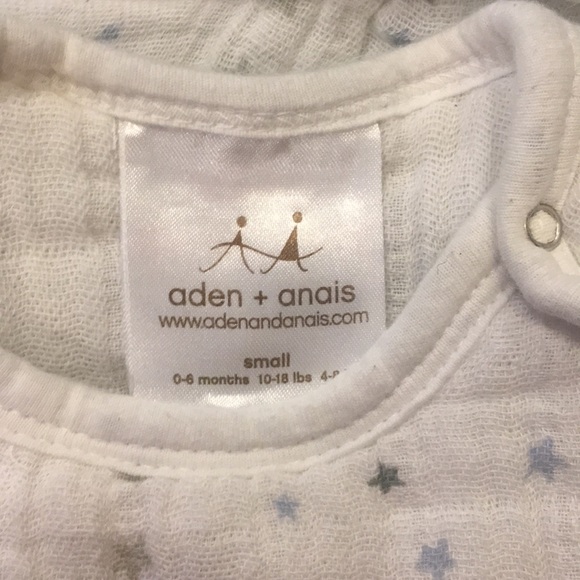 aden + anais
www.adenandanais.com
small
0-6 months 10-18 lbs